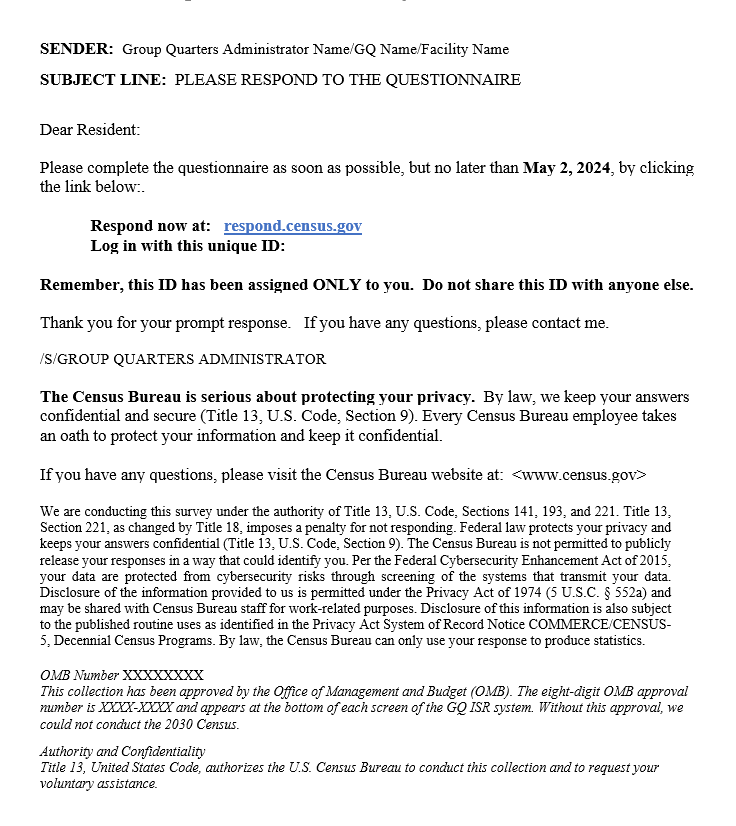 SENDER: Group Quarters Administrator Name/GQ Name/Facility Name
SUBJECT LINE: PLEASE RESPOND TO THE QUESTIONNAIRE
Dear Resident:
Please complete the questionnaire as soon as possible, but no later than May 2, 2024, by clicking
the link below:.
Respond now at: respond.census.gov
Log in with this unique ID:
Remember, this ID has been assigned ONLY to you. Do not share this ID with anyone else.
Thank you for your prompt response. If you have any questions, please contact me.
/S/GROUP QUARTERS ADMINISTRATOR
The Census Bureau is serious about protecting your privacy. By law, we keep your answers
confidential and secure (Title 13, U.S. Code, Section 9). Every Census Bureau employee takes
an oath to protect your information and keep it confidential.
If you have any questions, please visit the Census Bureau website at: <www.census.gov>
We are conducting this survey under the authority of Title 13, U.S. Code, Sections 141, 193, and 221. Title 13,
Section 221, as changed by Title 18, imposes a penalty for not responding. Federal law protects your privacy and
keeps your answers confidential (Title 13, U.S. Code, Section 9). The Census Bureau is not permitted to publicly
release your responses in a way that could identify you. Per the Federal Cybersecurity Enhancement Act of 2015,
your data are protected from cybersecurity risks through screening of the systems that transmit your data.
Disclosure of the information provided to us is permitted under the Privacy Act of 1974 (5 U.S.C. § 552a) and
may be shared with Census Bureau staff for work-related purposes. Disclosure of this information is also subject
to the published routine uses as identified in the Privacy Act System of Record Notice COMMERCE/CENSUS-
5, Decennial Census Programs. By law, the Census Bureau can only use your response to produce statistics.
OMB Number XXXXXXXX
This collection has been approved by the Office of Management and Budget (OMB). The eight-digit OMB approval
number is XXXX-XXXX and appears at the bottom of each screen of the GQ ISR system. Without this approval, we
could not conduct the 2030 Census.
Authority and Confidentiality
Title 13, United States Code, authorizes the U.S. Census Bureau to conduct this collection and to request your
voluntary assistance.